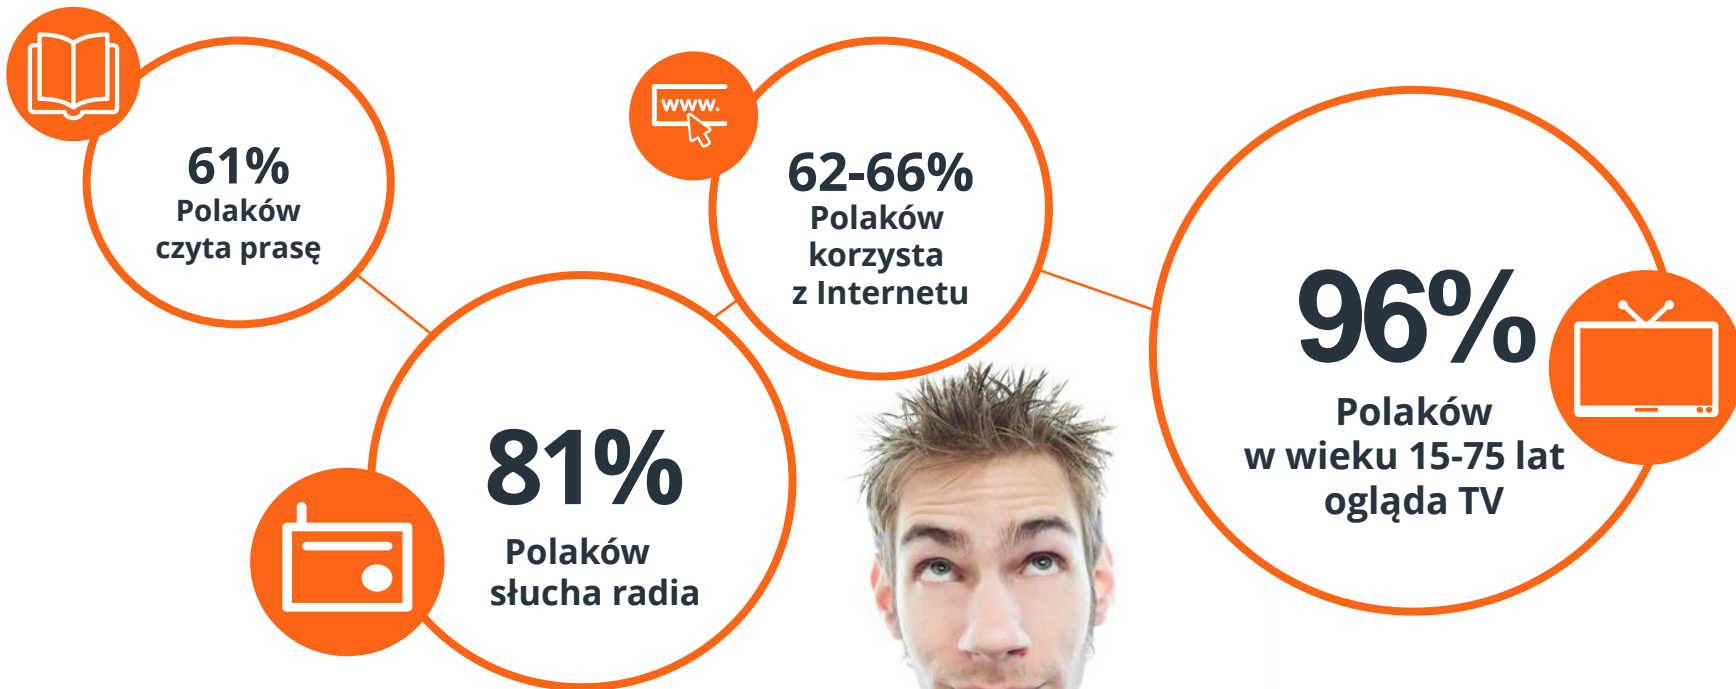 61%
Polaków
czyta prasę
81%
Polaków
słucha radia
www.
62-66%
Polaków
korzysta
z Internetu
96%
Polaków
w wieku 15-75 lat
ogląda TV